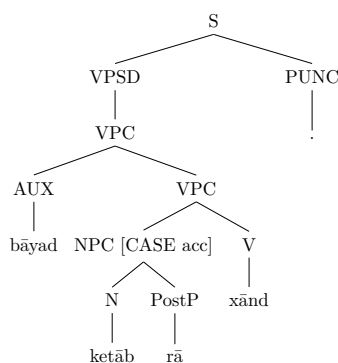 S
VPSD PUNC
VPC .
AUX VPC
bāyad NPC [CASE acc] V
N PostP xānd
ketāb rā